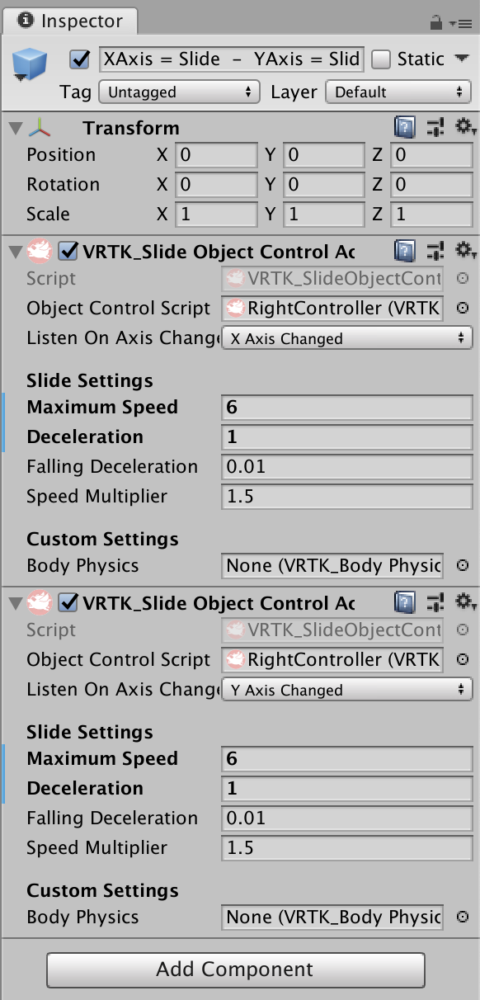 Inspector
XAxis = Slide - YAxis = Slid
Static
Tag Untagged Layer Default
Transform
Position X 0 Y 0 Z 0
Rotation X 0 Y 0 Z 0
Scale X 1 Y 1 Z 1
VRTK_Slide Object Control Ac
Script VRTK_SlideObjectCont
Object Control Script RightController (VRTK
Listen On Axis Change X Axis Changed
Slide Settings
Maximum Speed 6
Deceleration 1
Falling Deceleration 0.01
Speed Multiplier 1.5
Custom Settings
Body Physics None (VRTK_Body Physic
VRTK_Slide Object Control Ac
Script VRTK_SlideObjectCont
Object Control Script RightController (VRTK
Listen On Axis Change Y Axis Changed
Slide Settings
Maximum Speed 6
Deceleration 1
Falling Deceleration 0.01
Speed Multiplier 1.5
Custom Settings
Body Physics None (VRTK_Body Physic
Add Component